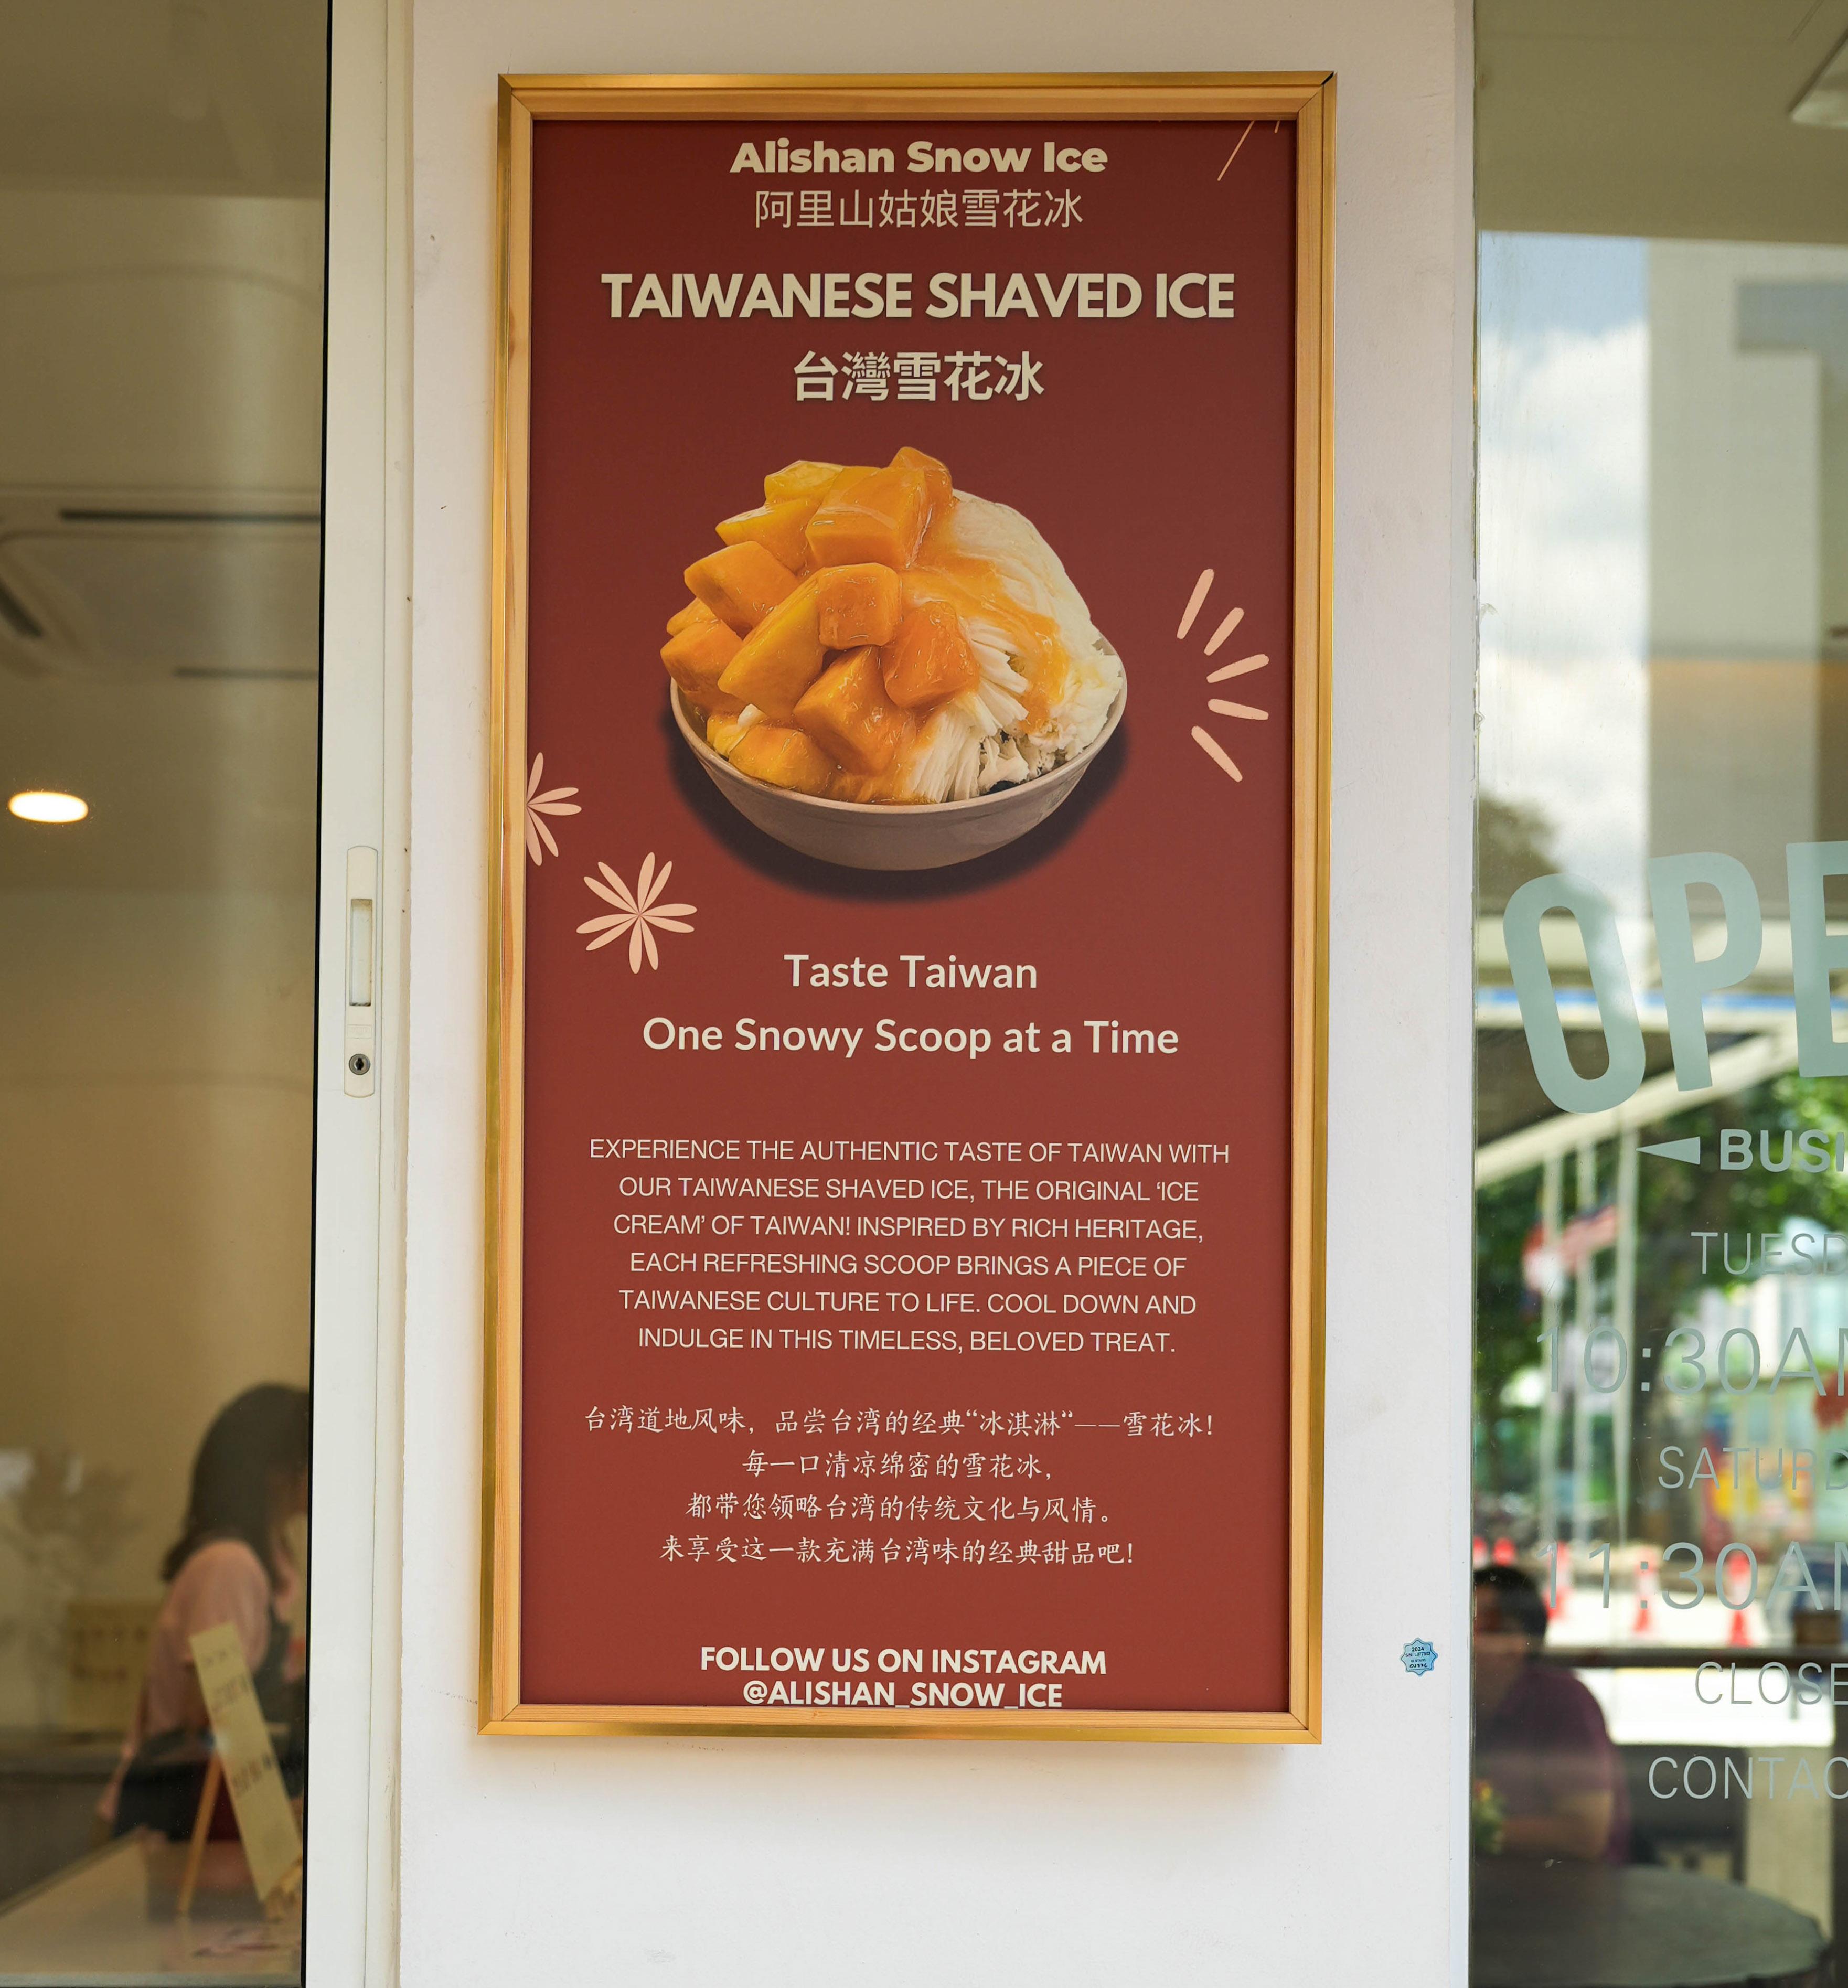 Alishan Snow Ice
阿里山姑娘雪花冰
TAIWANESE SHAVED ICE
台灣雪花冰
Taste Taiwan
One Snowy Scoop at a Time
EXPERIENCE THE AUTHENTIC TASTE OF TAIWAN WITH
OUR TAIWANESE SHAVED ICE, THE ORIGINAL ‘ICE
CREAM’ OF TAIWAN! INSPIRED BY RICH HERITAGE,
EACH REFRESHING SCOOP BRINGS A PIECE OF
TAIWANESE CULTURE TO LIFE. COOL DOWN AND
INDULGE IN THIS TIMELESS, BELOVED TREAT.
台湾道地风味，品尝台湾的经典“冰淇淋“——雪花冰！
每一口清凉绵密的雪花冰，
都带您领略台湾的传统文化与风情。
来享受这一款充满台湾味的经典甜品吧！
FOLLOW US ON INSTAGRAM
@ALISHAN_SNOW_ICE
OPE
BUSI
TUESD
10:30AM
SATURD
11:30AM
CLOSE
CONTAC
2024